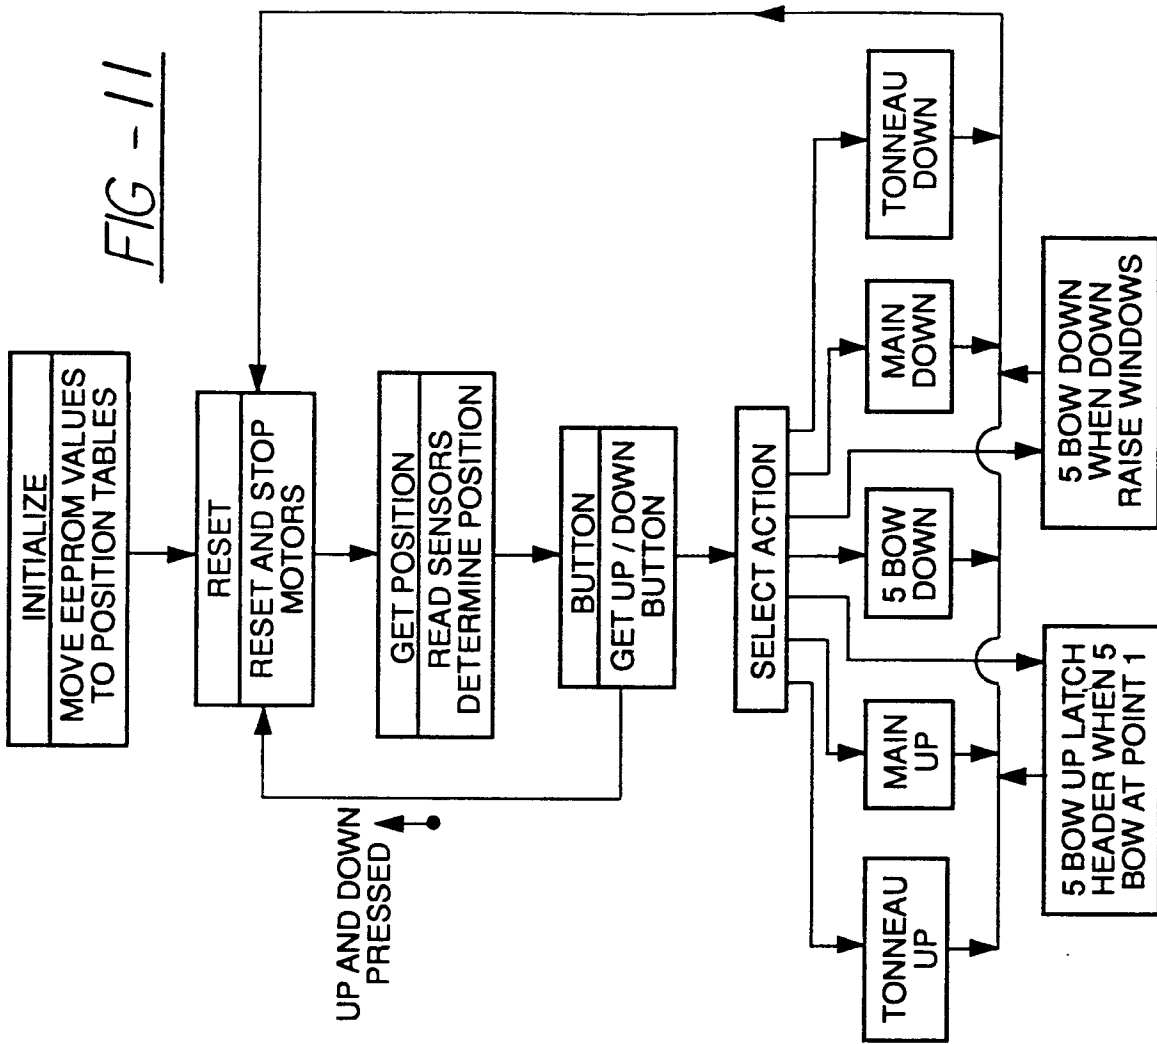 FIG - 11
INITIALIZE
MOVE EEPROM VALUES
TO POSITION TABLES
RESET
RESET AND STOP
MOTORS
GET POSITION
READ SENSORS
DETERMINE POSITION
UP AND DOWN
PRESSED
BUTTON
GET UP / DOWN
BUTTON
SELECT ACTION
TONNEAU
UP
MAIN
UP
5 BOW
DOWN
MAIN
DOWN
TONNEAU
DOWN
5 BOW UP LATCH
HEADER WHEN 5
BOW AT POINT 1
5 BOW DOWN
WHEN DOWN
RAISE WINDOWS